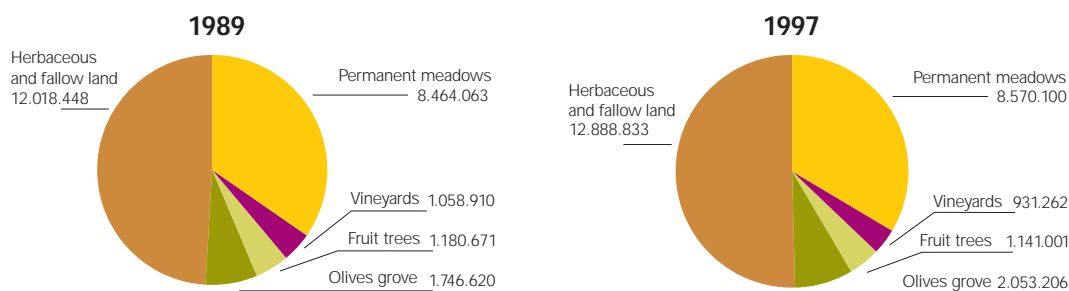 1989
Herbaceous
and fallow land
12.018.448
Permanent meadows
8.464.063
Vineyards 1.058.910
Fruit trees 1.180.671
Olives grove 1.746.620
1997
Herbaceous
and fallow land
12.888.833
Permanent meadows
8.570.100
Vineyards 931.262
Fruit trees 1.141.001
Olives grove 2.053.206